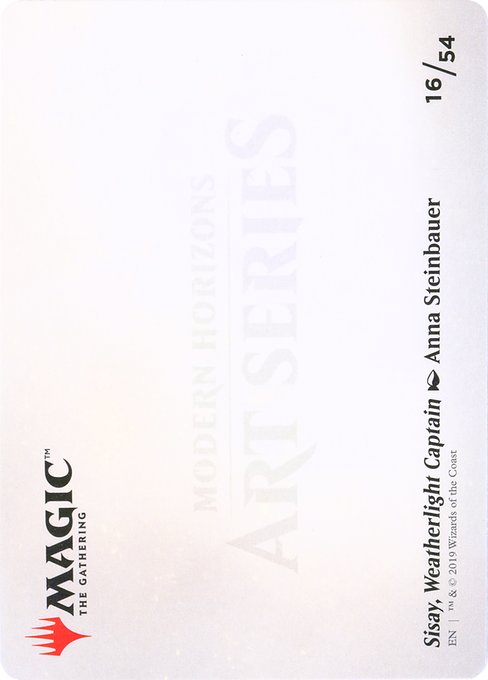 MAGIC™
THE GATHERING
MODERN HORIZONS
ART SERIES
16/54
Sisay, Weatherlight Captain Anna Steinbauer
EN | ™ & © 2019 Wizards of the Coast